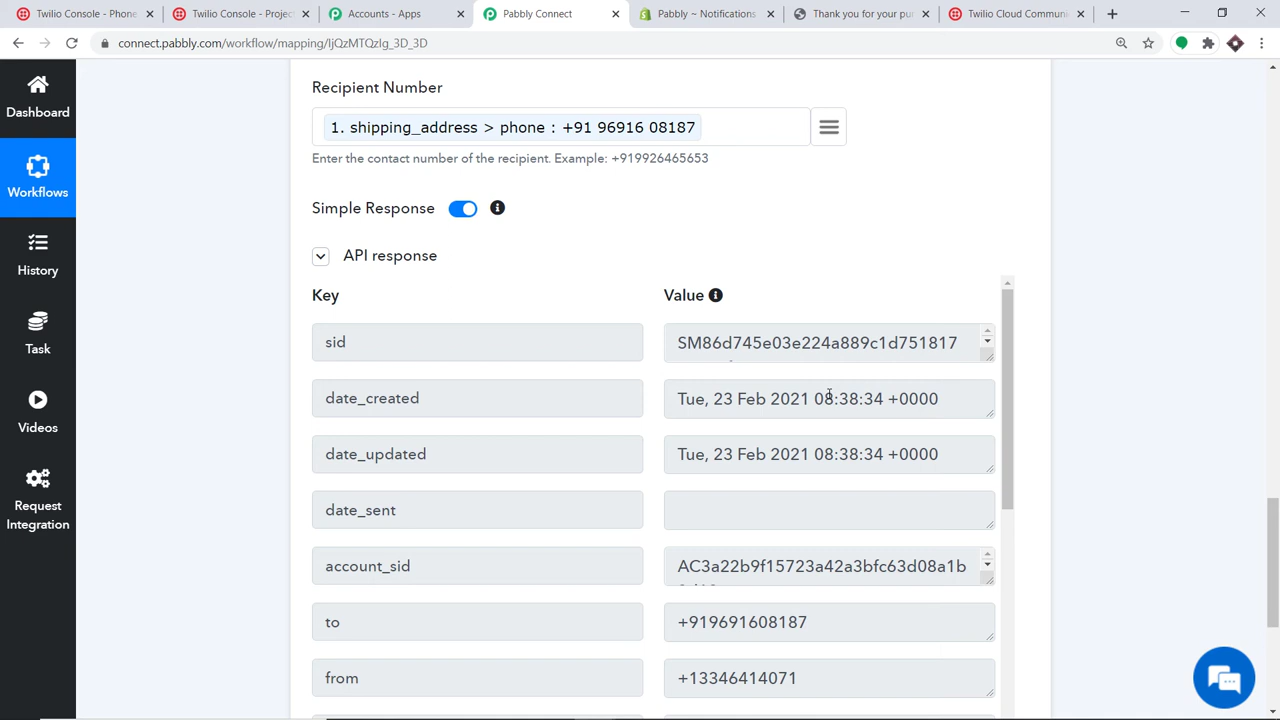 Twilio Console - Phone
Twilio Console - Projec
Accounts - Apps
Pabbly Connect
Pabbly ~ Notifications
Thank you for your pu
Twilio Cloud Commun
connect.pabbly.com/workflow/mapping/IjQzMTQzIg_3D_3D
Dashboard
Workflows
History
Task
Videos
Request
Integration
Recipient Number
1. shipping_address > phone : +91 96916 08187
Enter the contact number of the recipient. Example: +919926465653
Simple Response
API response
Key
Value
sid
SM86d745e03e224a889c1d751817
date_created
Tue, 23 Feb 2021 08:38:34 +0000
date_updated
Tue, 23 Feb 2021 08:38:34 +0000
date_sent
account_sid
AC3a22b9f15723a42a3bfc63d08a1b
to
+919691608187
from
+13346414071